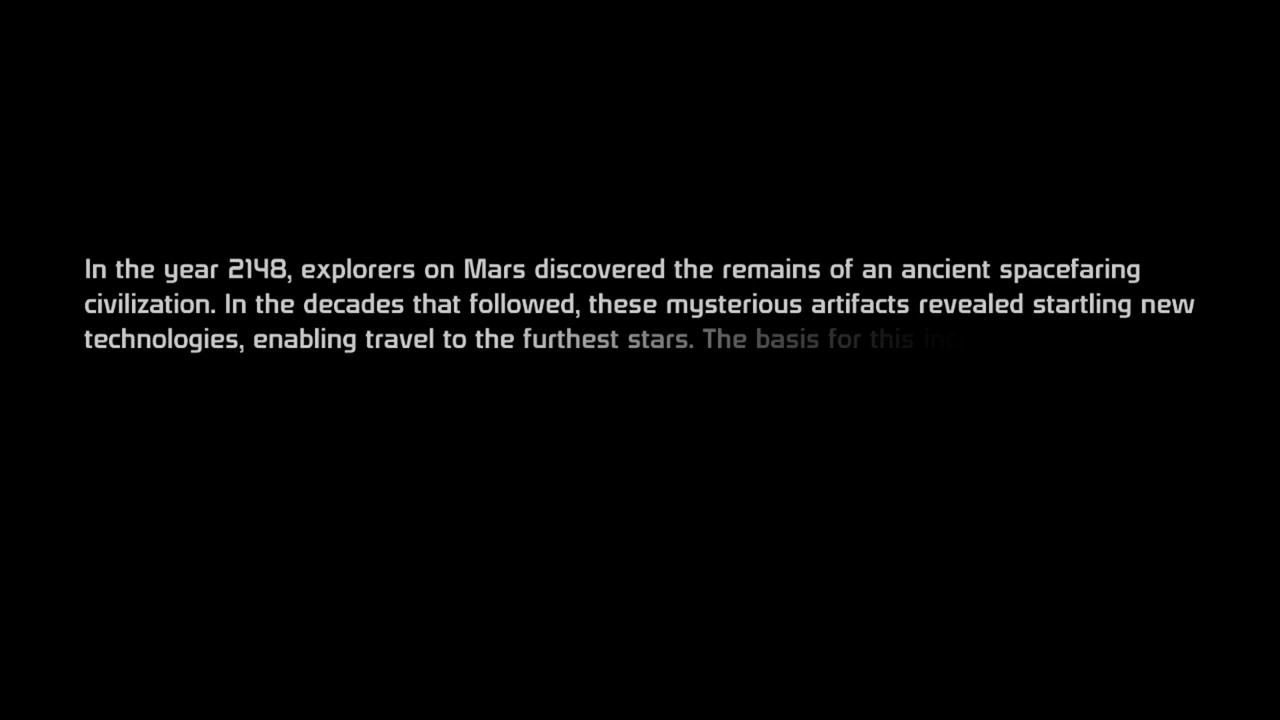 In the year 2148, explorers on Mars discovered the remains of an ancient spacefaring
civilization. In the decades that followed, these mysterious artifacts revealed startling new
technologies, enabling travel to the furthest stars. The basis for this